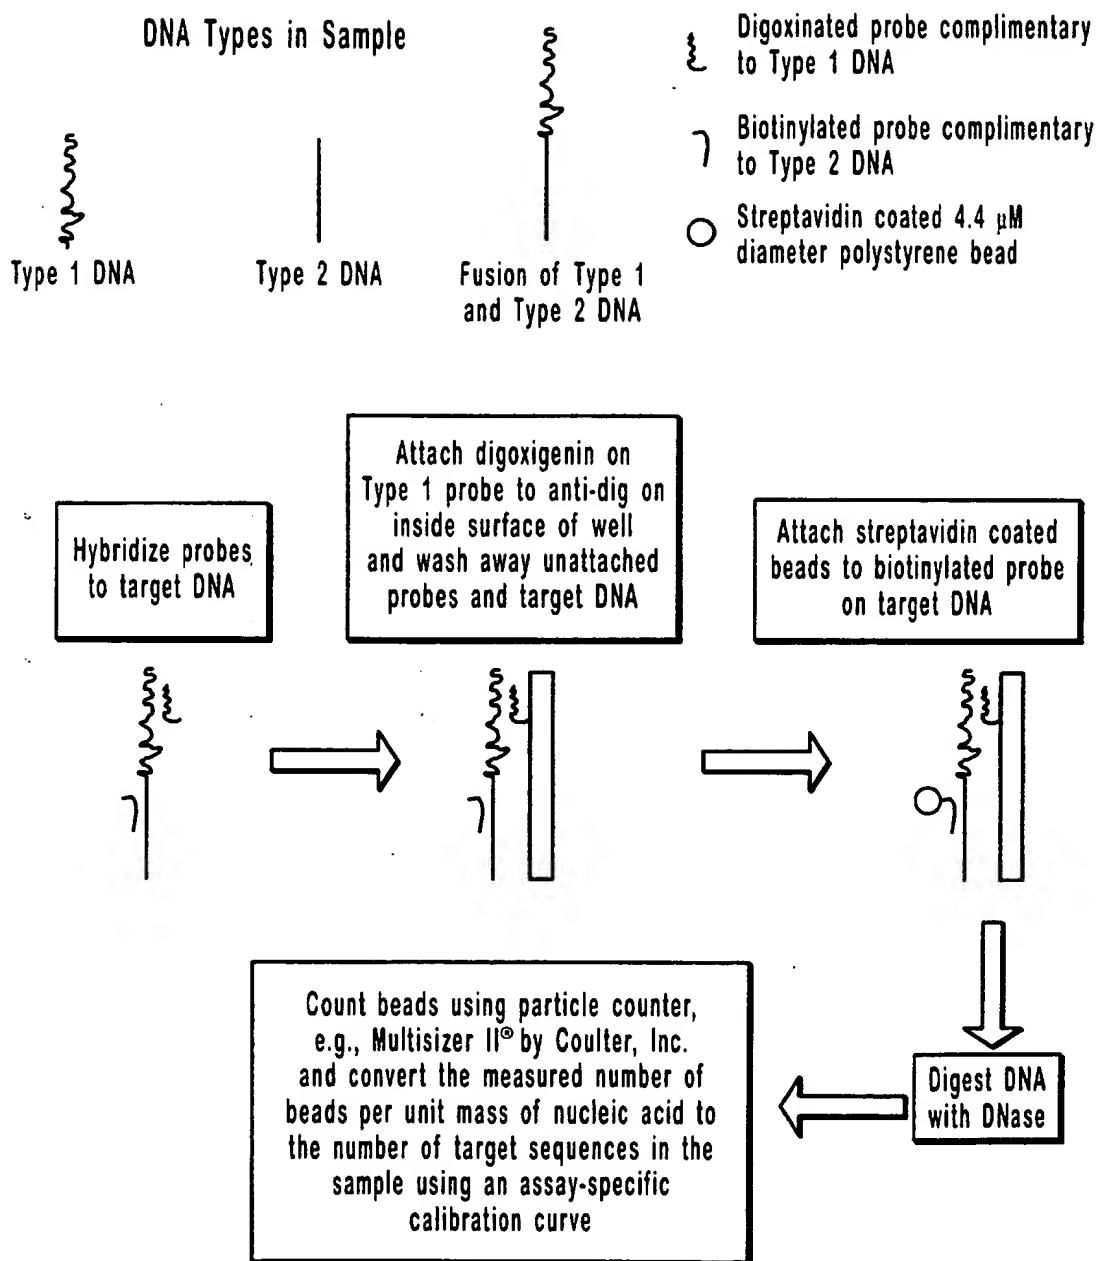 DNA Types in Sample
Type 1 DNA
Type 2 DNA
Fusion of Type 1
and Type 2 DNA
Digoxinated probe complimentary
to Type 1 DNA
Biotinylated probe complimentary
to Type 2 DNA
Streptavidin coated 4.4 µM
diameter polystyrene bead
Hybridize probes
to target DNA
Attach digoxigenin on
Type 1 probe to anti-dig on
inside surface of well
and wash away unattached
probes and target DNA
Attach streptavidin coated
beads to biotinylated probe
on target DNA
Digest DNA
with DNase
Count beads using particle counter,
e.g., Multisizer II® by Coulter, Inc.
and convert the measured number of
beads per unit mass of nucleic acid to
the number of target sequences in the
sample using an assay-specific
calibration curve